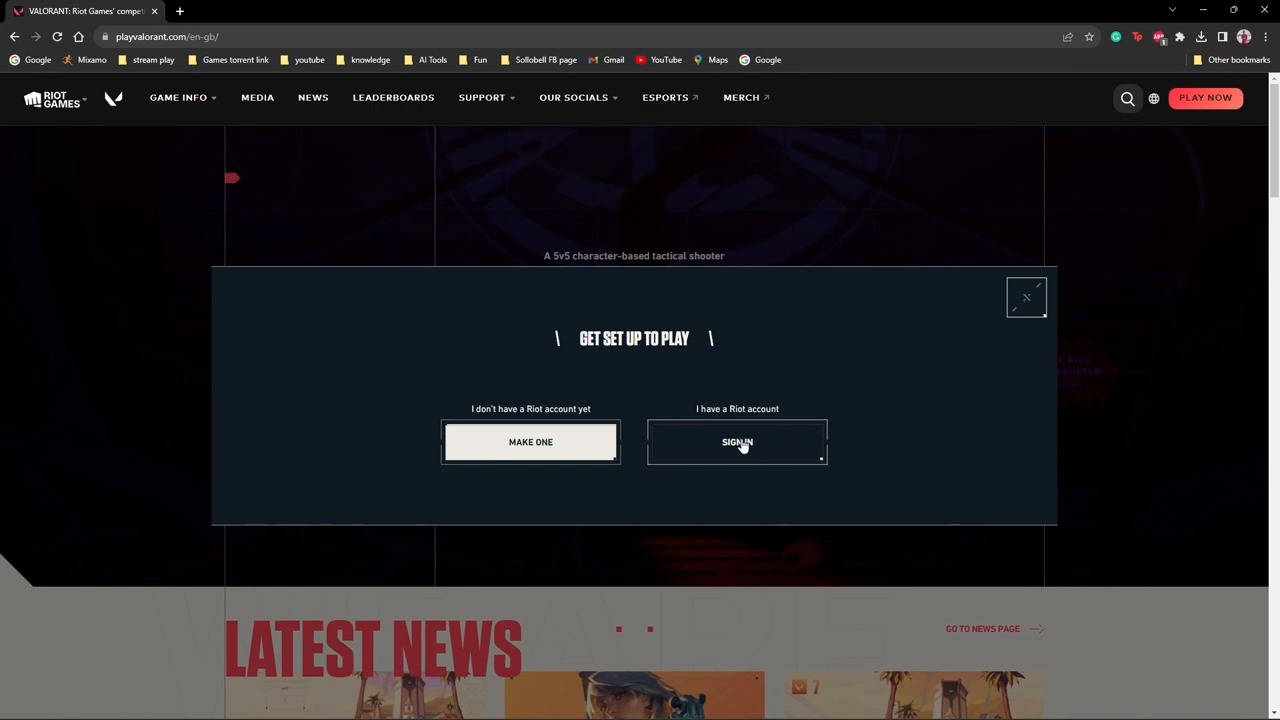 VALORANT: Riot Games' compet
playvalorant.com/en-gb/
Google Mixamo stream play Games torrent link youtube knowledge AI Tools Fun Sollobell FB page Gmail YouTube Maps Google Other bookmarks
RIOT GAMES GAME INFO MEDIA NEWS LEADERBOARDS SUPPORT OUR SOCIALS ESPORTS MERCH PLAY NOW
A 5v5 character-based tactical shooter
\ GET SET UP TO PLAY \
I don't have a Riot account yet I have a Riot account
MAKE ONE SIGN IN
LATEST NEWS
GO TO NEWS PAGE
7